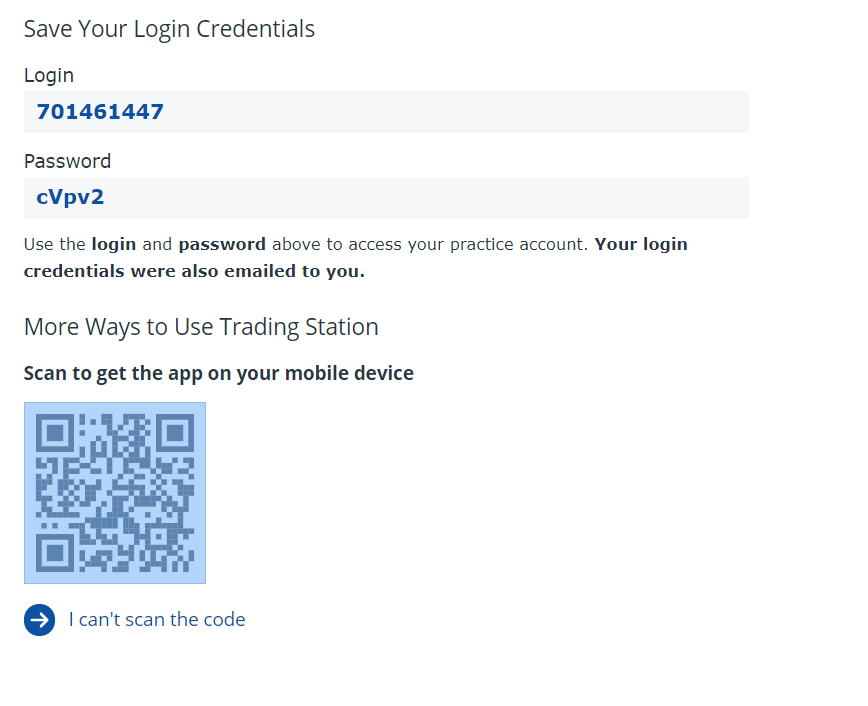 Save Your Login Credentials
Login
701461447
Password
cVpv2
Use the login and password above to access your practice account. Your login
credentials were also emailed to you.
More Ways to Use Trading Station
Scan to get the app on your mobile device
I can't scan the code